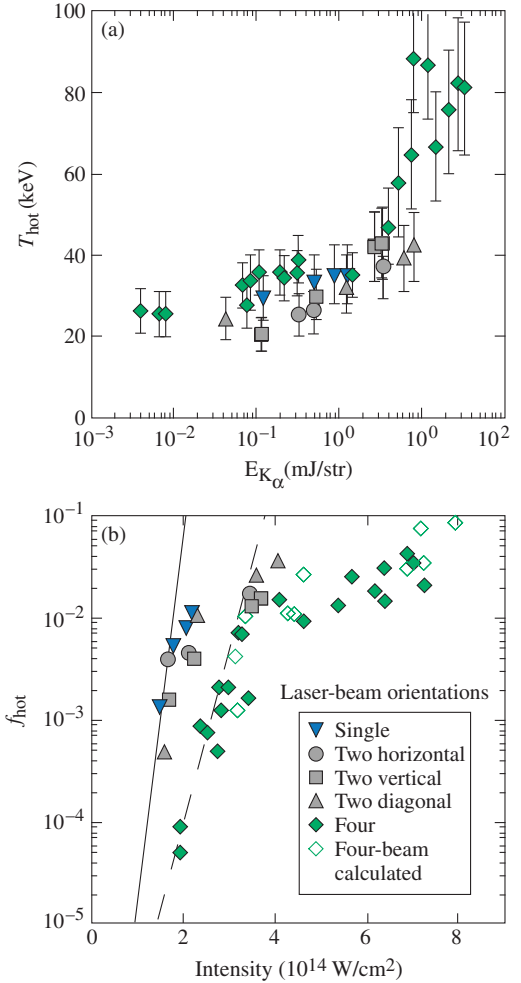 (a)
100
80
60
40
20
0
T_hot (keV)
10^−3 10^−2 10^−1 10^0 10^1 10^2
E_Kα (mJ/str)
(b)
10^−1
10^−2
10^−3
10^−4
10^−5
f_hot
Laser-beam orientations
Single
Two horizontal
Two vertical
Two diagonal
Four
Four-beam
calculated
0 2 4 6 8
Intensity (10^14 W/cm^2)